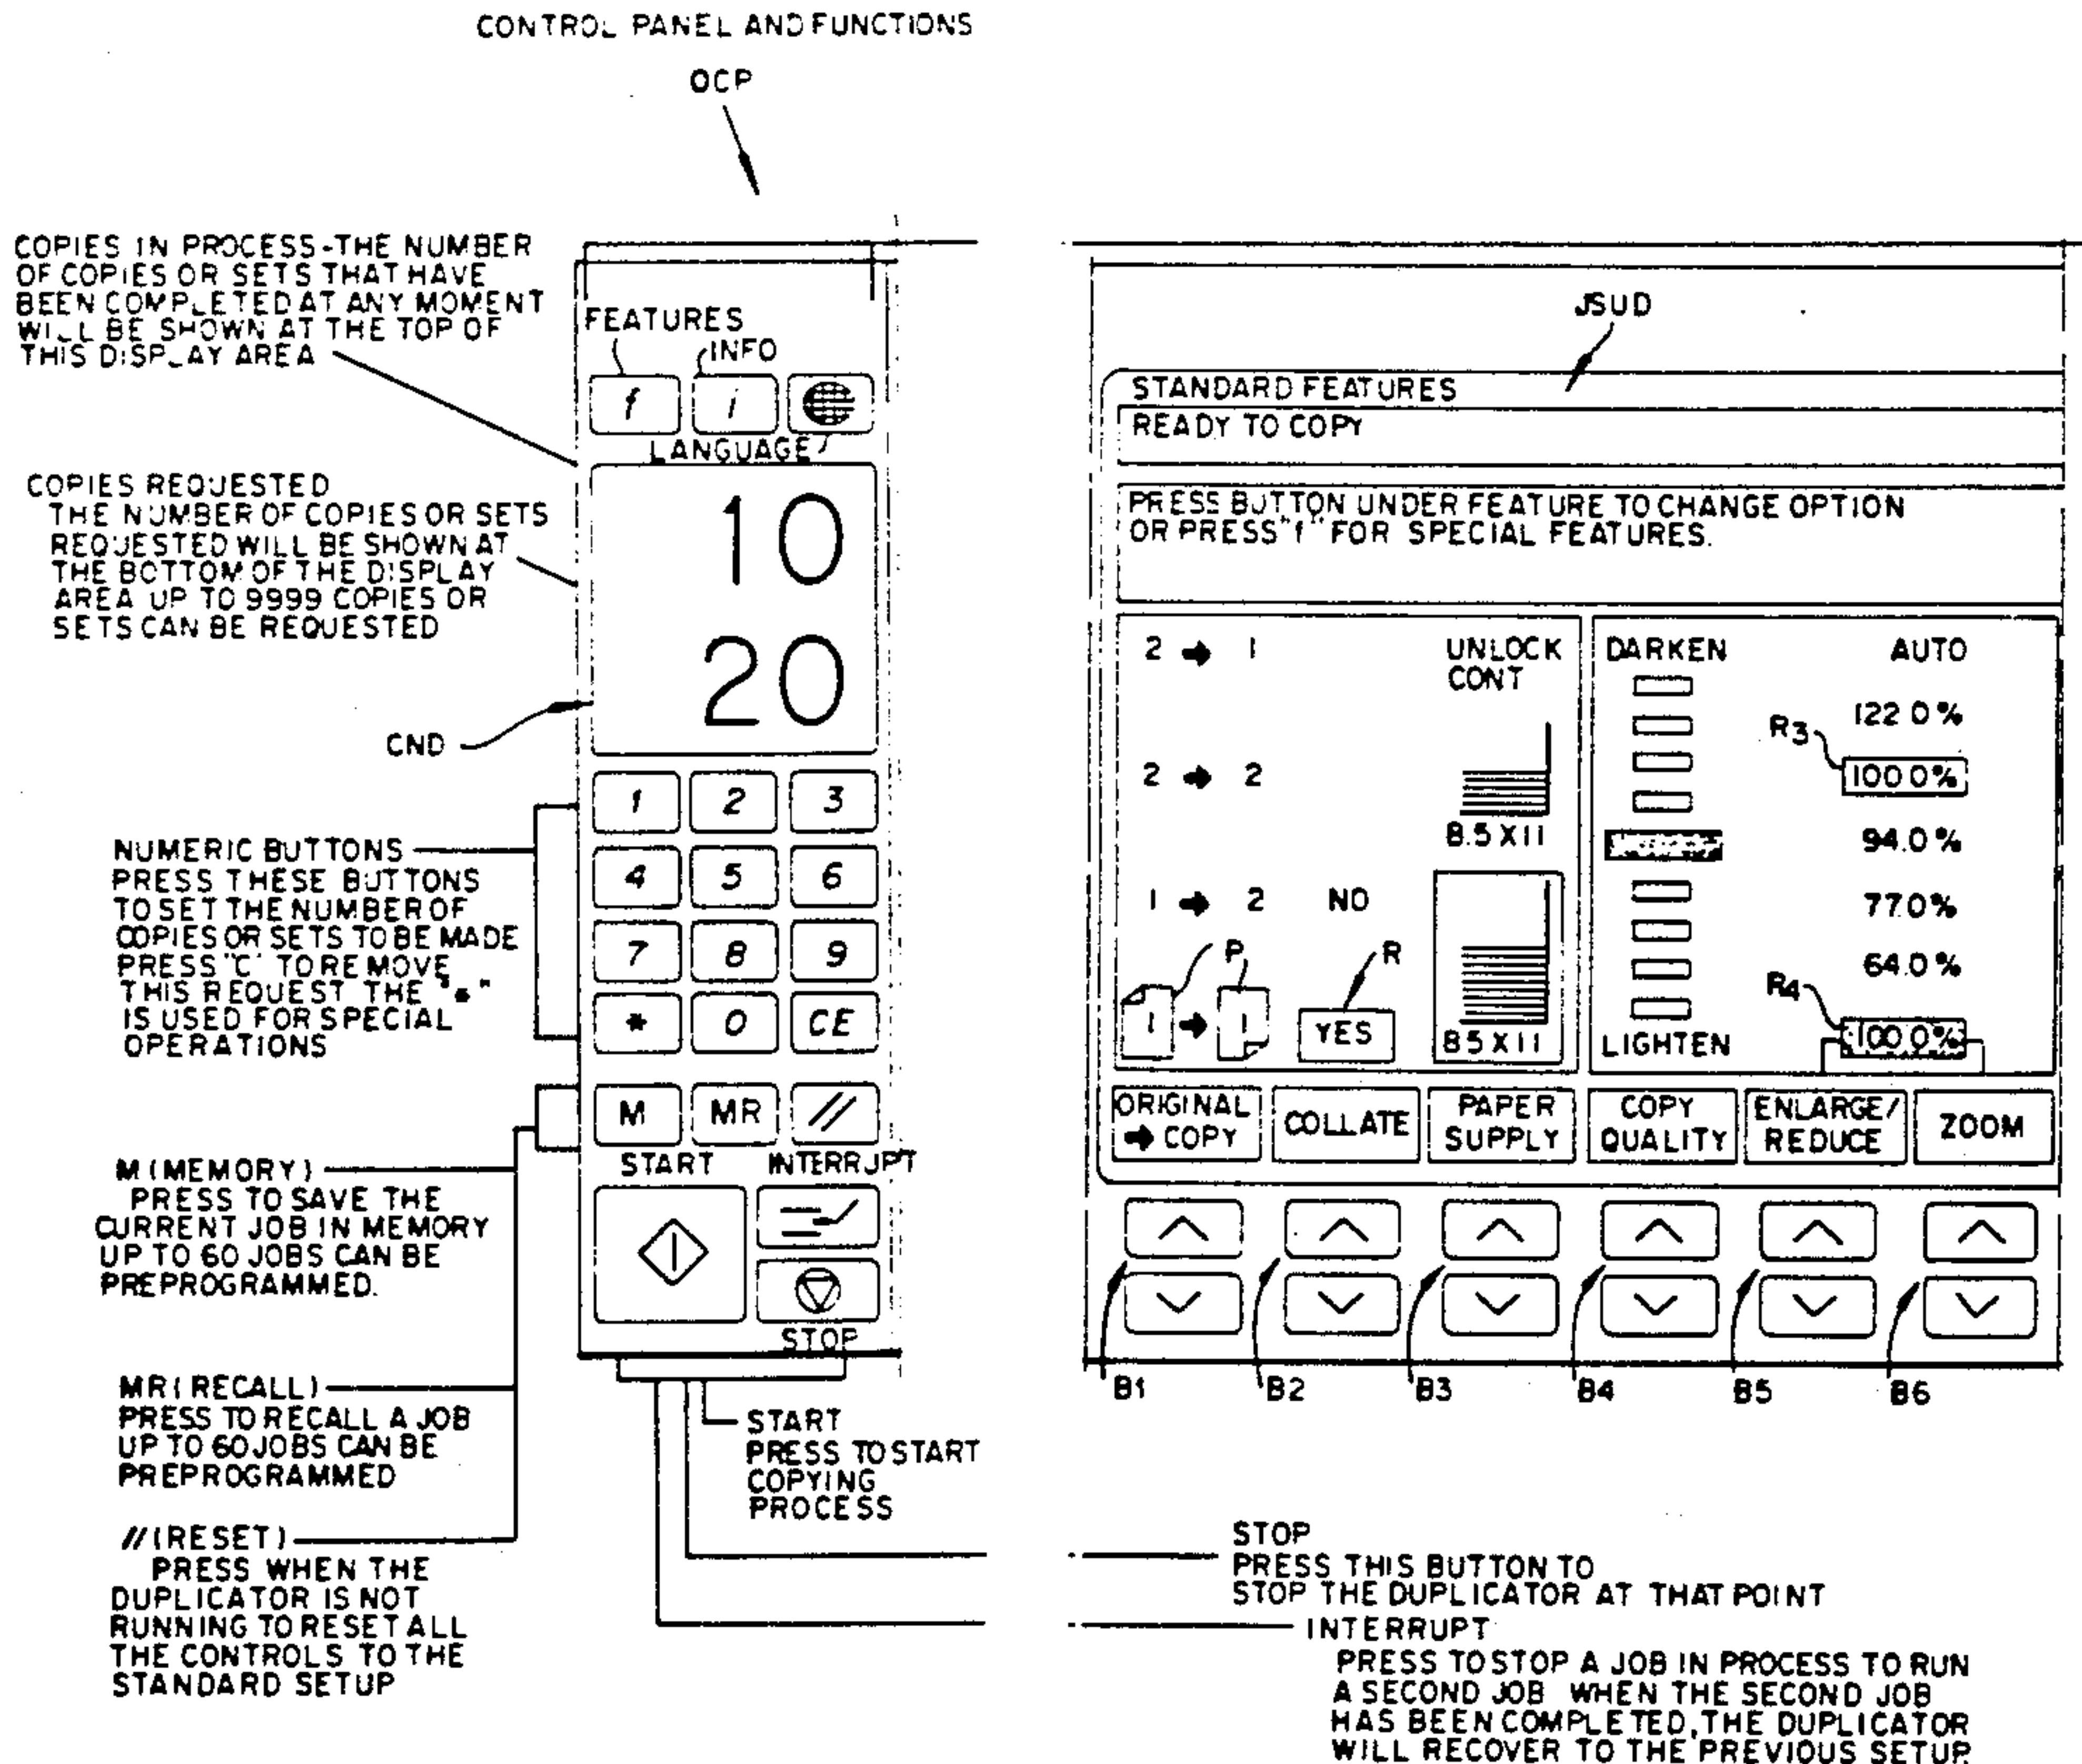 CONTROL PANEL AND FUNCTIONS
OCP
COPIES IN PROCESS-THE NUMBER
OF COPIES OR SETS THAT HAVE
BEEN COMPLETED AT ANY MOMENT
WILL BE SHOWN AT THE TOP OF
THIS DISPLAY AREA
COPIES REQUESTED
THE NUMBER OF COPIES OR SETS
REQUESTED WILL BE SHOWN AT
THE BOTTOM OF THE DISPLAY
AREA UP TO 9999 COPIES OR
SETS CAN BE REQUESTED
CND
NUMERIC BUTTONS
PRESS THESE BUTTONS
TO SET THE NUMBER OF
COPIES OR SETS TO BE MADE
PRESS "C" TO REMOVE
THIS REQUEST THE "*"
IS USED FOR SPECIAL
OPERATIONS
M (MEMORY)
PRESS TO SAVE THE
CURRENT JOB IN MEMORY
UP TO 60 JOBS CAN BE
PREPROGRAMMED.
MR (RECALL)
PRESS TO RECALL A JOB
UP TO 60 JOBS CAN BE
PREPROGRAMMED
// (RESET)
PRESS WHEN THE
DUPLICATOR IS NOT
RUNNING TO RESET ALL
THE CONTROLS TO THE
STANDARD SETUP
FEATURES
INFO
f i
LANGUAGE
10
20
1 2 3
4 5 6
7 8 9
* 0 CE
M MR //
START INTERRUPT
STOP
START
PRESS TO START
COPYING
PROCESS
JSUD
STANDARD FEATURES
READY TO COPY
PRESS BUTTON UNDER FEATURE TO CHANGE OPTION
OR PRESS "f" FOR SPECIAL FEATURES.
2 → 1
2 → 2
1 → 2
P
1 → 1
NO
R
YES
UNLOCK
CONT
8.5 X 11
85 X 11
DARKEN
LIGHTEN
AUTO
122 0%
R3
100 0%
94.0%
77.0%
64.0%
R4
100 0%
ORIGINAL
→ COPY
COLLATE
PAPER
SUPPLY
COPY
QUALITY
ENLARGE/
REDUCE
ZOOM
B1 B2 B3 B4 B5 B6
STOP
PRESS THIS BUTTON TO
STOP THE DUPLICATOR AT THAT POINT
INTERRUPT
PRESS TO STOP A JOB IN PROCESS TO RUN
A SECOND JOB WHEN THE SECOND JOB
HAS BEEN COMPLETED, THE DUPLICATOR
WILL RECOVER TO THE PREVIOUS SETUP.